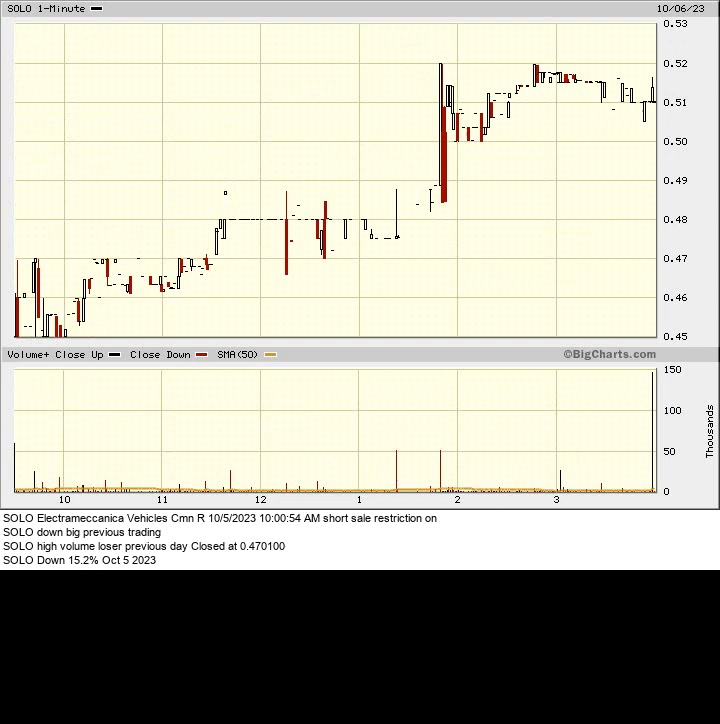 SOLO 1-Minute 10/06/23
0.53
0.52
0.51
0.50
0.49
0.48
0.47
0.46
0.45
Volume+ Close Up Close Down SMA(50) ©BigCharts.com
150
100
50
0
Thousands
10 11 12 1 2 3
SOLO Electrameccanica Vehicles Cmn R 10/5/2023 10:00:54 AM short sale restriction on
SOLO down big previous trading
SOLO high volume loser previous day Closed at 0.470100
SOLO Down 15.2% Oct 5 2023